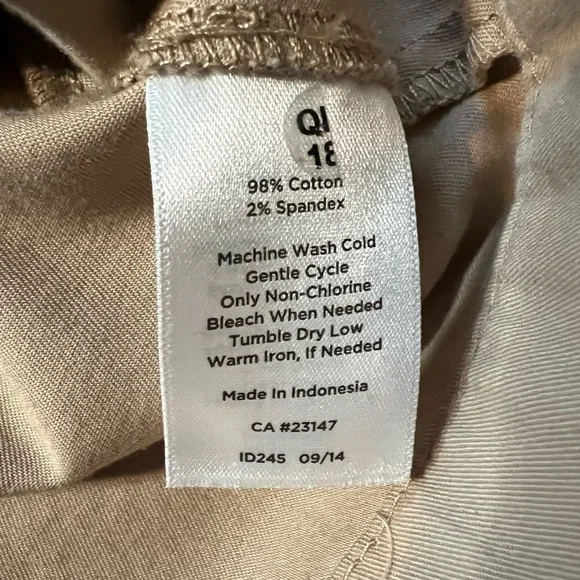 QI
18
98% Cotton
2% Spandex
Machine Wash Cold
Gentle Cycle
Only Non-Chlorine
Bleach When Needed
Tumble Dry Low
Warm Iron, If Needed
Made In Indonesia
CA #23147
ID245 09/14